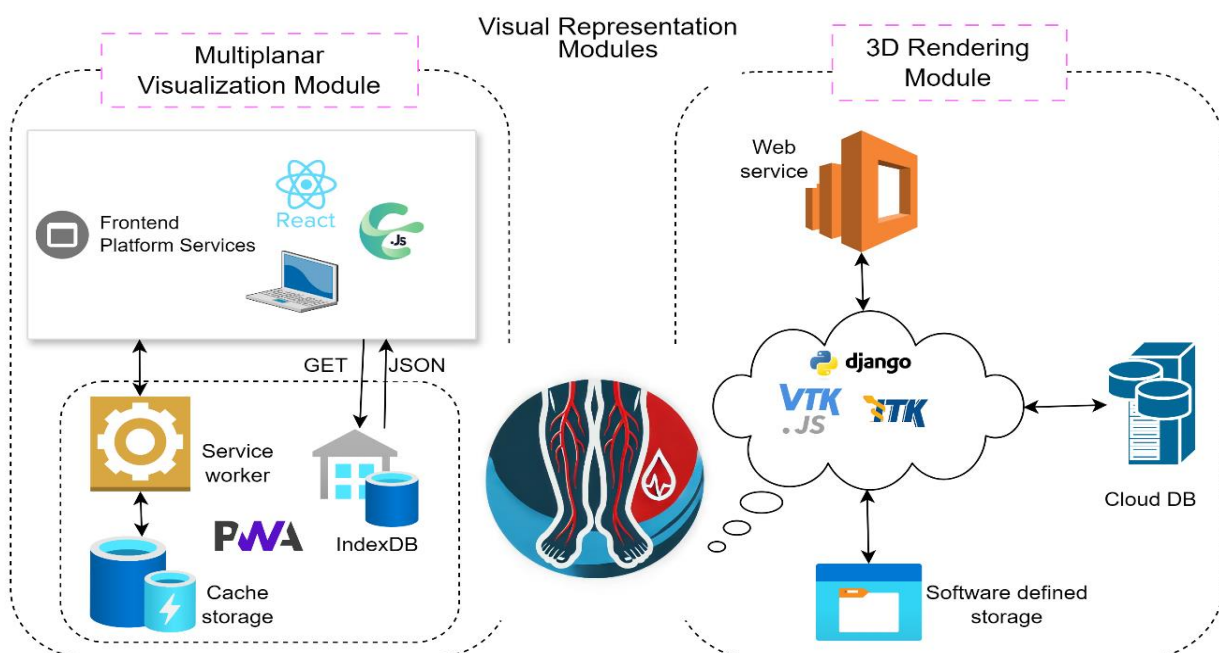 Visual Representation
Modules
Multiplanar
Visualization Module
3D Rendering
Module
Frontend
Platform Services
React
.Js
GET
JSON
Service
worker
PWA
IndexDB
Cache
storage
Web
service
django
VTK
.JS
ITK
Cloud DB
Software defined
storage